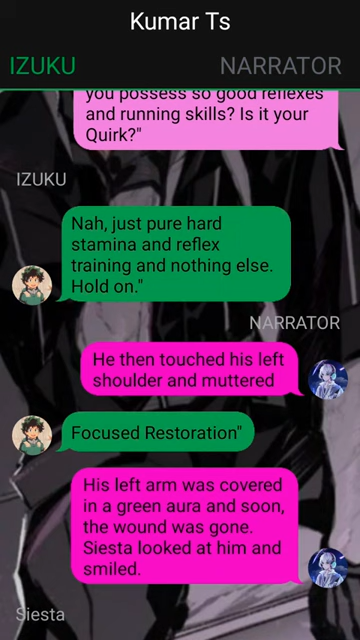 Kumar Ts
IZUKU
NARRATOR
you possess so good reflexes
and running skills? Is it your
Quirk?"
IZUKU
Nah, just pure hard
stamina and reflex
training and nothing else.
Hold on."
NARRATOR
He then touched his left
shoulder and muttered
Focused Restoration"
His left arm was covered
in a green aura and soon,
the wound was gone.
Siesta looked at him and
smiled.
Siesta